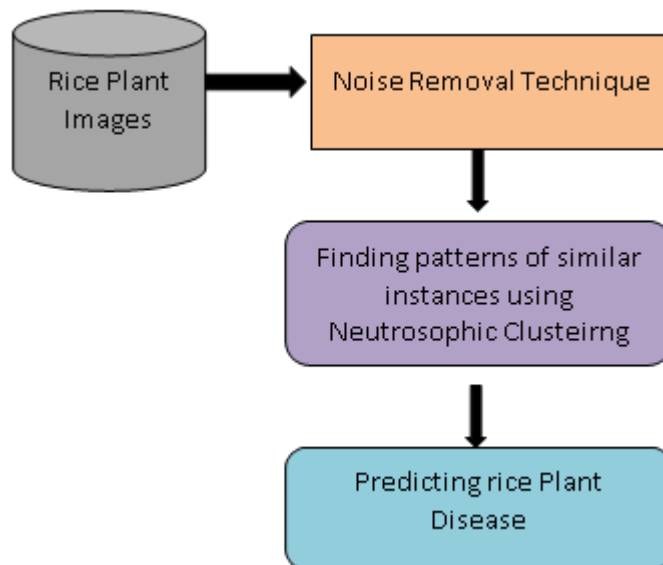 Rice Plant
Images
Noise Removal Technique
Finding patterns of similar
instances using
Neutrosophic Clusteirng
Predicting rice Plant
Disease